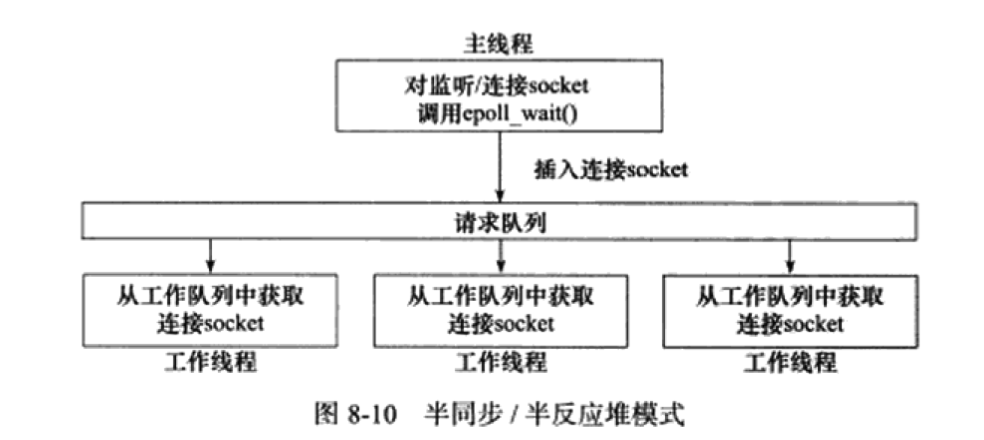 主线程
对监听/连接socket
调用epoll_wait()
插入连接socket
请求队列
从工作队列中获取
连接socket
工作线程
从工作队列中获取
连接socket
工作线程
从工作队列中获取
连接socket
工作线程
图 8-10 半同步 / 半反应堆模式